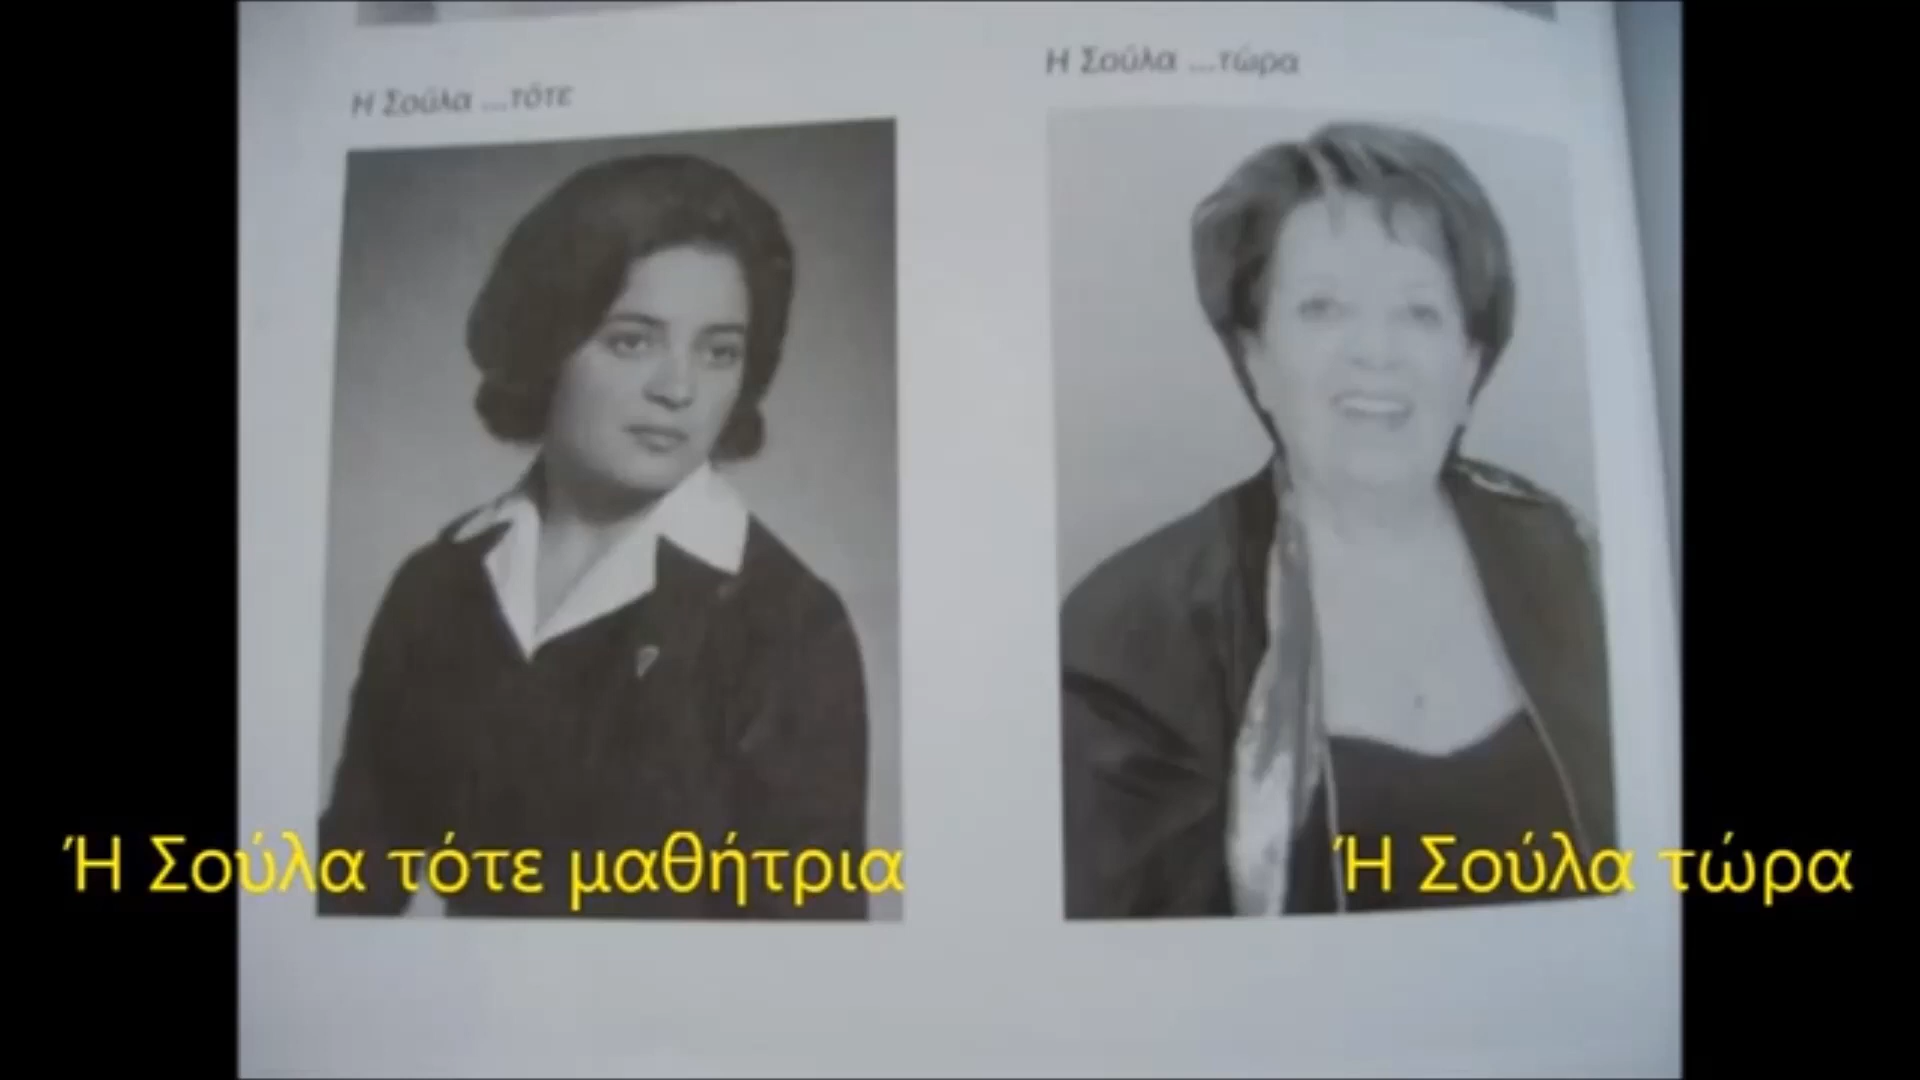 Η Σούλα ...τότε
Η Σούλα ...τώρα
Ή Σούλα τότε μαθήτρια
Ή Σούλα τώρα